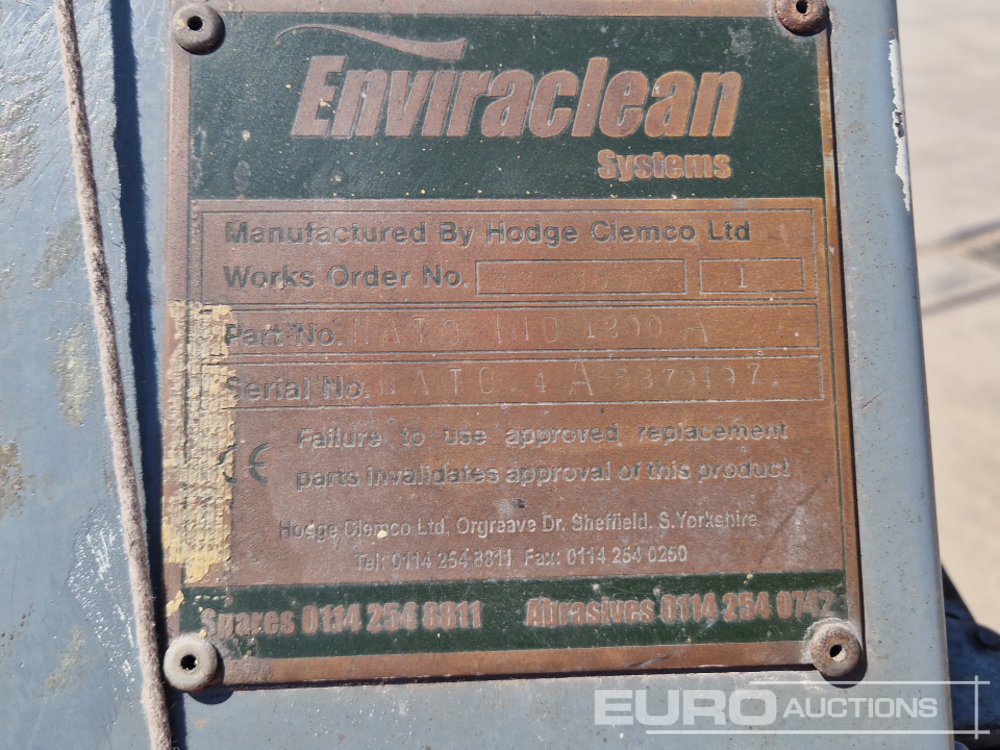 Enviraclean
Systems
Manufactured By Hodge Clemco Ltd
Works Order No. 1
Part No. 1300 A
Serial No.
CE
Failure to use approved replacement
parts invalidates approval of this product
Hodge Clemco Ltd, Orgreave Dr. Sheffield. S.Yorkshire
Tel: 0114 254 8811 Fax: 0114 254 0250
Spares 0114 254 8811 Abrasives 0114 254 0742
EURO AUCTIONS